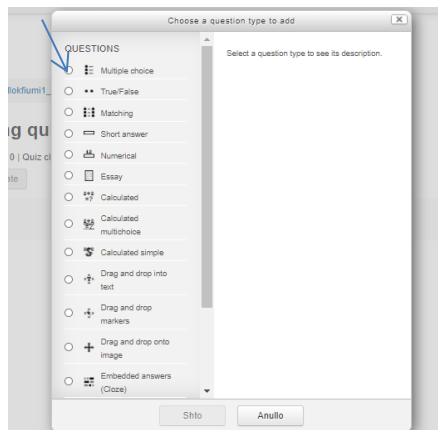 Choose a question type to add
QUESTIONS
Select a question type to see its description.
Multiple choice
llokfiumi1_
True/False
Matching
g qu
Short answer
0 | Quiz cl
Numerical
Essay
Calculated
Calculated
multichoice
Calculated simple
Drag and drop into
text
Drag and drop
markers
Drag and drop onto
image
Embedded answers
(Cloze)
Shto
Anullo